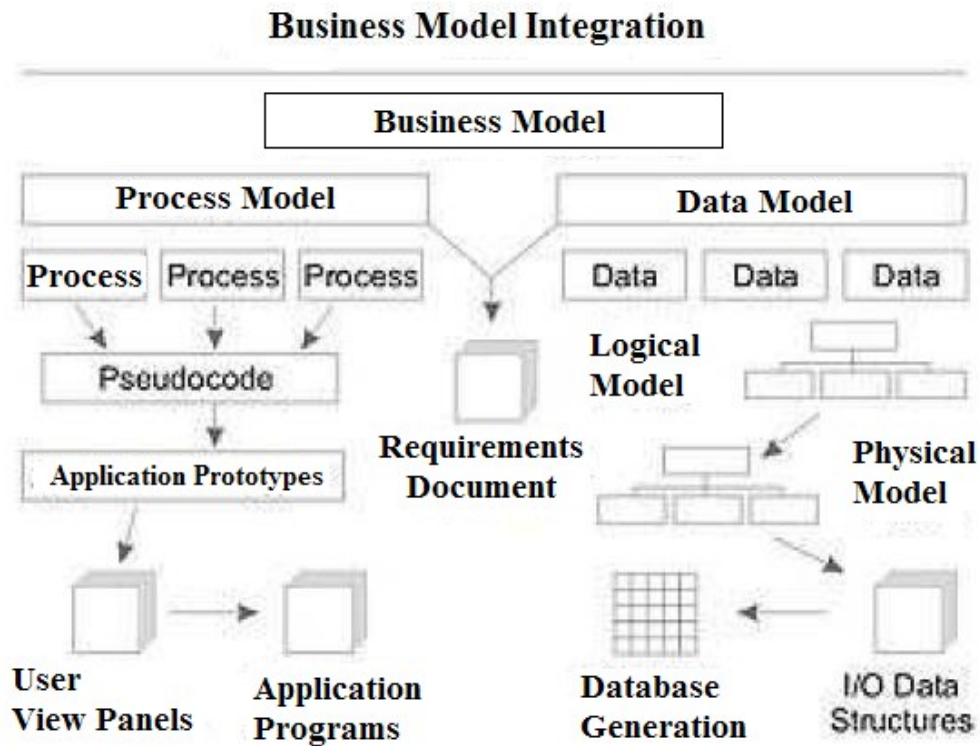 Business Model Integration
Business Model
Process Model
Data Model
Process
Process
Process
Data
Data
Data
Pseudocode
Logical
Model
Requirements
Document
Application Prototypes
Physical
Model
User
View Panels
Application
Programs
Database
Generation
I/O Data
Structures